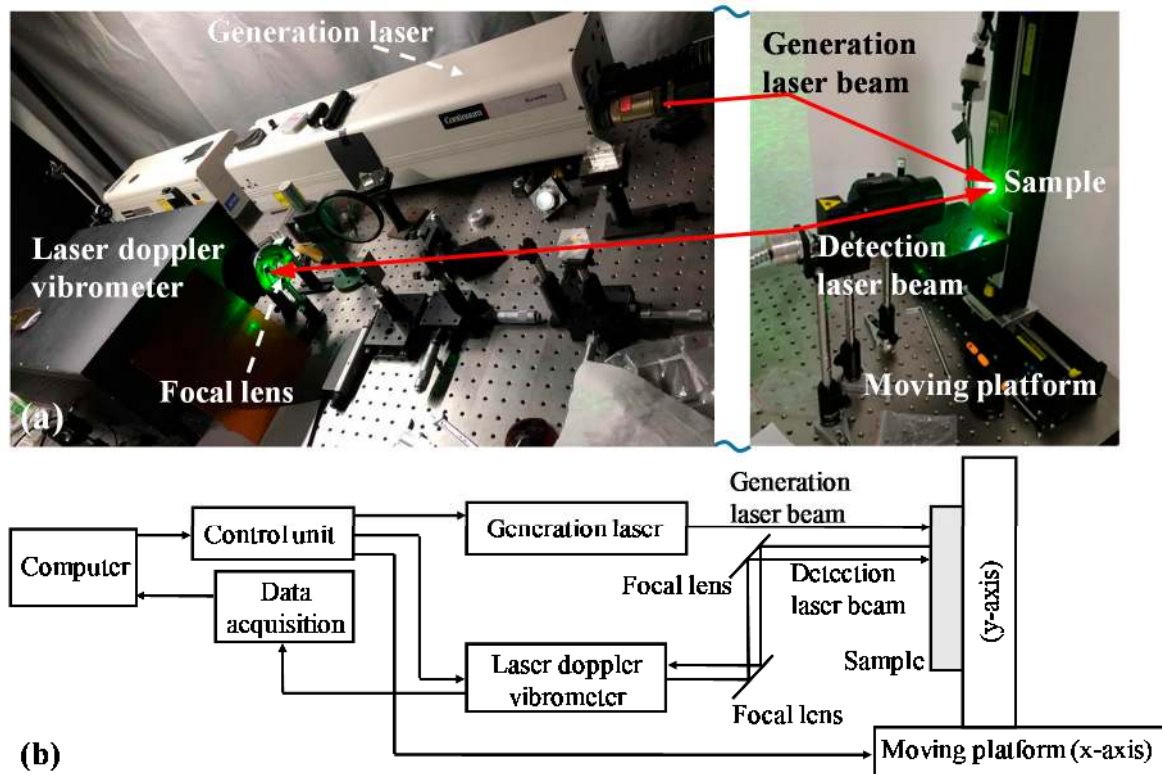 Generation laser
Generation
laser beam
Continuum
Sample
Laser doppler
vibrometer
Detection
laser beam
Focal lens
Moving platform
(a)
Generation
laser beam
Control unit
Generation laser
Computer
Focal lens
Detection
laser beam
Data
acquisition
(y-axis)
Laser doppler
vibrometer
Sample
Focal lens
(b)
Moving platform (x-axis)